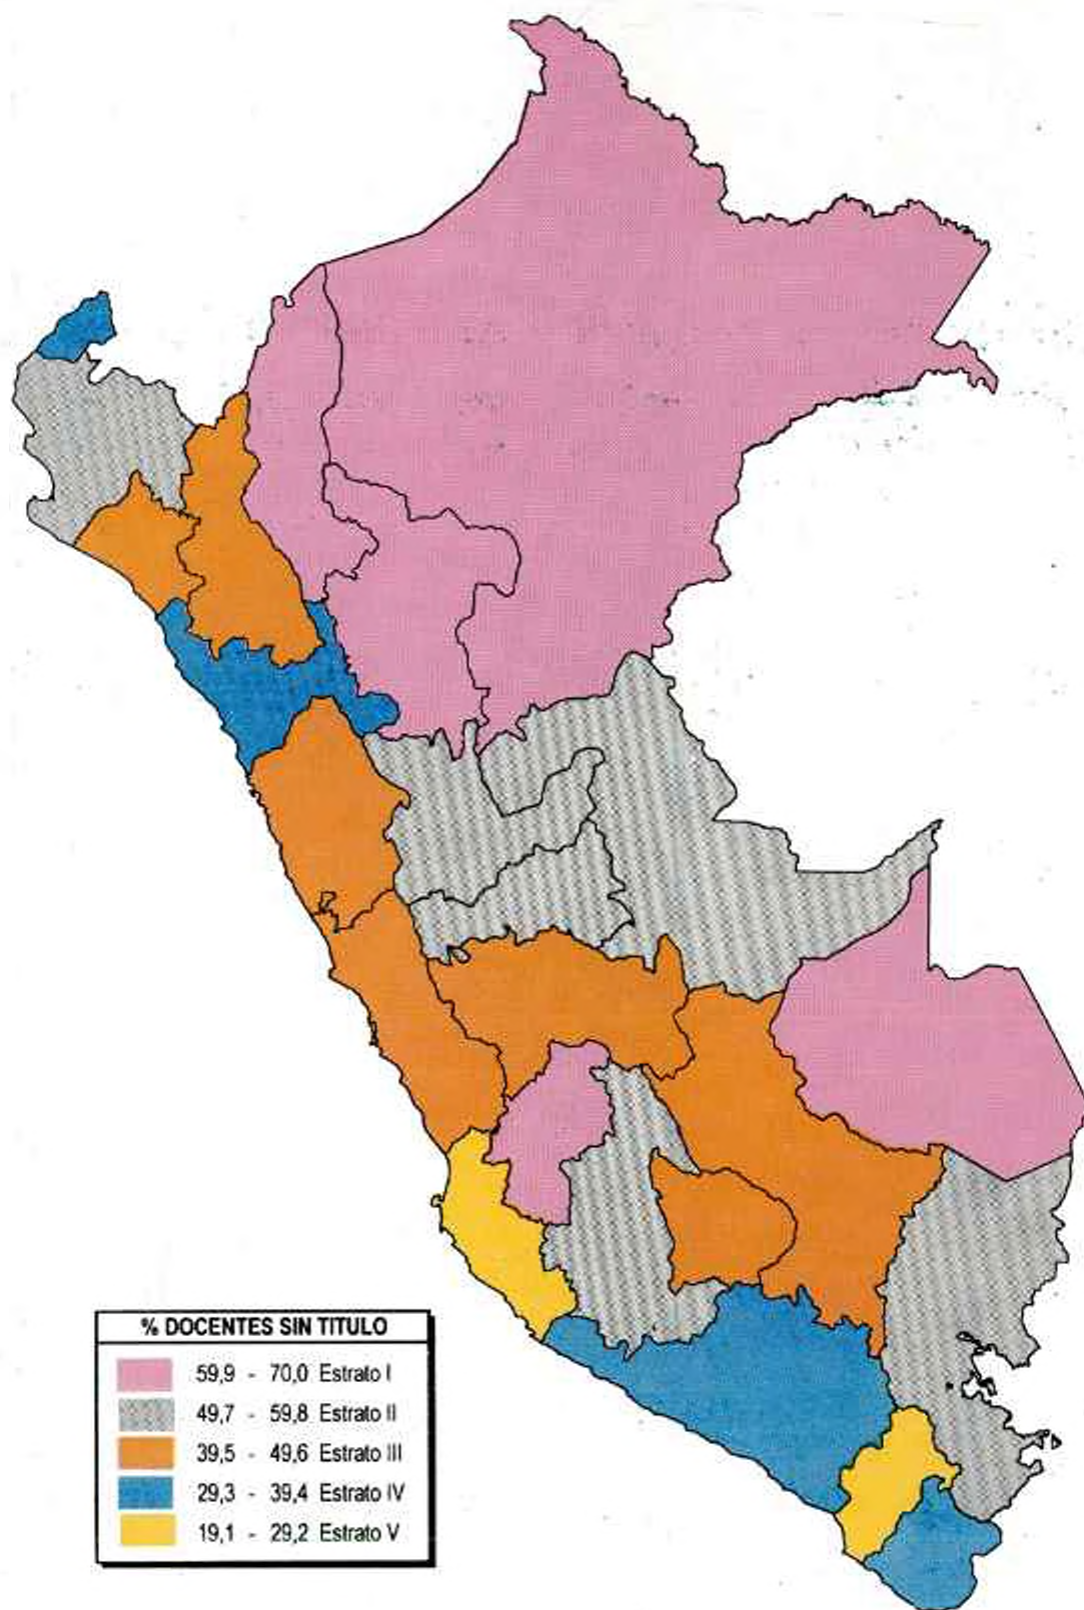 % DOCENTES SIN TITULO
59,9 - 70,0 Estrato I
49,7 - 59,8 Estrato II
39,5 - 49,6 Estrato III
29,3 - 39,4 Estrato IV
19,1 - 29,2 Estrato V